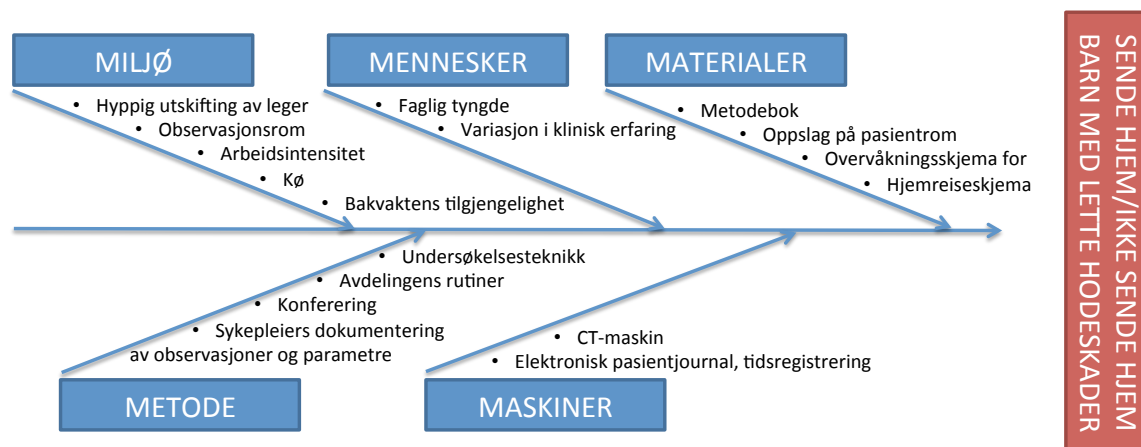 MILJØ
• Hyppig utskifting av leger
• Observasjonsrom
• Arbeidsintensitet
• Kø
• Bakvaktens tilgjengelighet
MENNESKER
• Faglig tyngde
• Variasjon i klinisk erfaring
MATERIALER
• Metodebok
• Oppslag på pasientrom
• Overvåkningsskjema for
• Hjemreiseskjema
• Undersøkelsesteknikk
• Avdelingens rutiner
• Konferering
• Sykepleiers dokumentering
av observasjoner og parametre
METODE
• CT-maskin
• Elektronisk pasientjournal, tidsregistrering
MASKINER
SENDE HJEM/IKKE SENDE HJEM
BARN MED LETTE HODESKADER